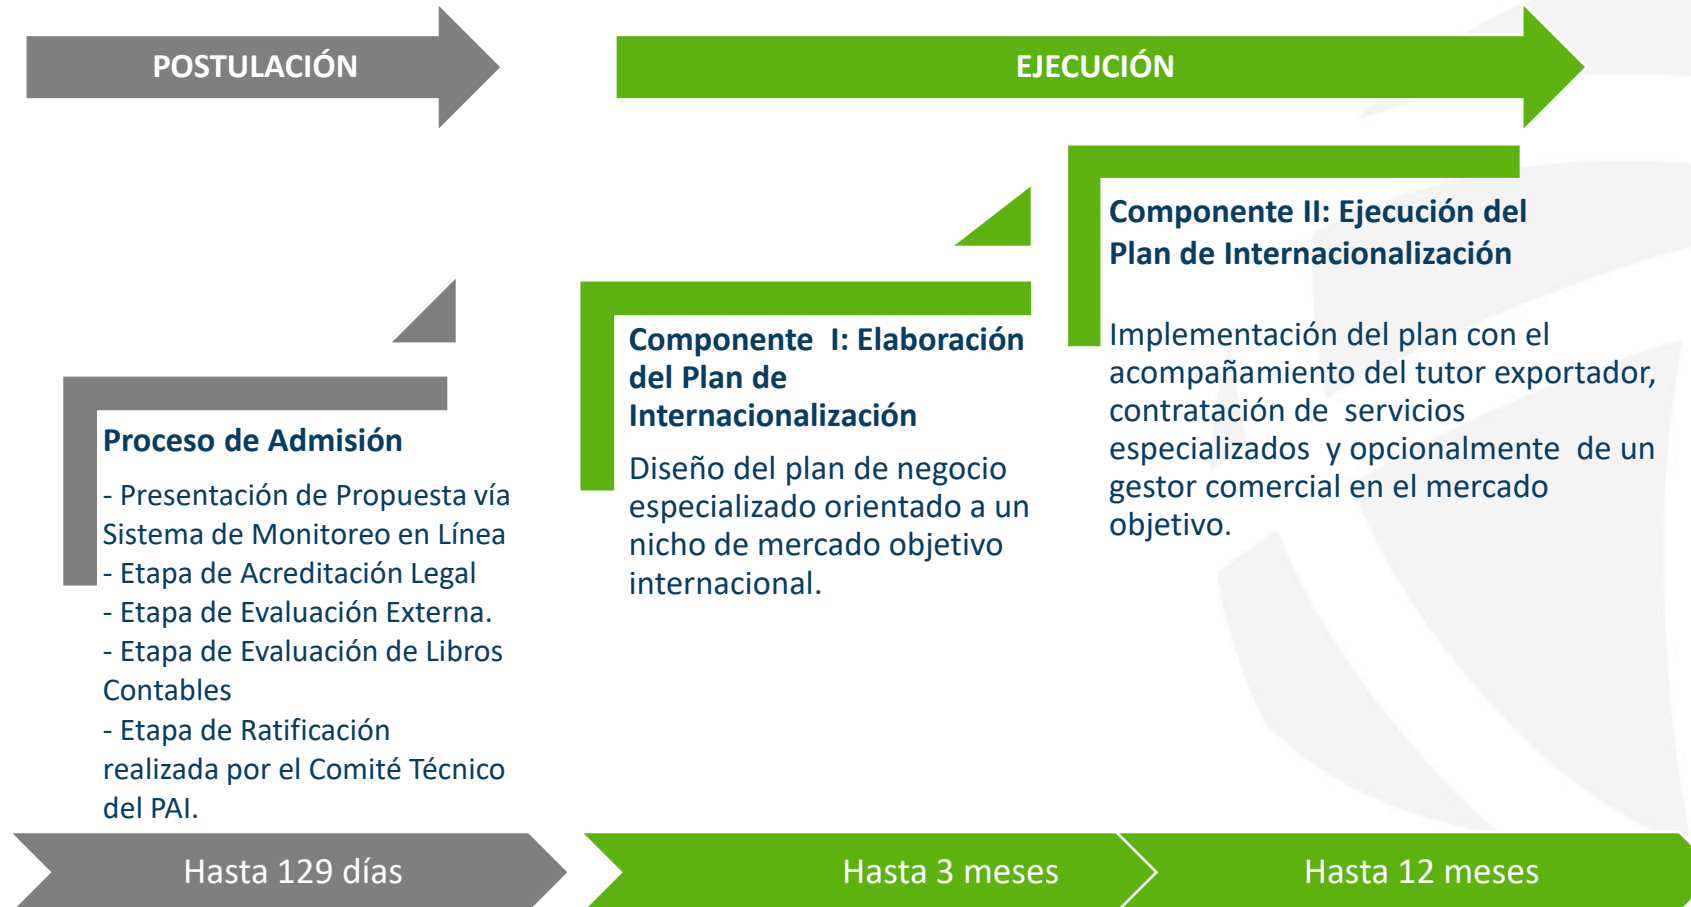 POSTULACIÓN
EJECUCIÓN
Proceso de Admisión
- Presentación de Propuesta vía
Sistema de Monitoreo en Línea
- Etapa de Acreditación Legal
- Etapa de Evaluación Externa.
- Etapa de Evaluación de Libros
Contables
- Etapa de Ratificación
realizada por el Comité Técnico
del PAI.
Componente I: Elaboración
del Plan de
Internacionalización
Diseño del plan de negocio
especializado orientado a un
nicho de mercado objetivo
internacional.
Componente II: Ejecución del
Plan de Internacionalización
Implementación del plan con el
acompañamiento del tutor exportador,
contratación de servicios
especializados y opcionalmente de un
gestor comercial en el mercado
objetivo.
Hasta 129 días
Hasta 3 meses
Hasta 12 meses